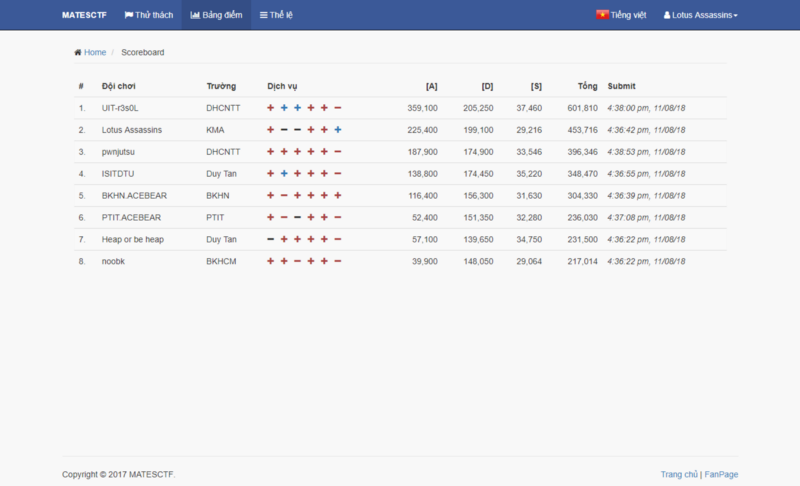 MATESCTF Thử thách Bảng điểm Thể lệ Tiếng việt Lotus Assassins
Home / Scoreboard
# Đội chơi Trường Dịch vụ [A] [D] [S] Tổng Submit
1. UIT-r3s0L DHCNTT + + + + + − 359,100 205,250 37,460 601,810 4:38:00 pm, 11/08/18
2. Lotus Assassins KMA + − − + + + 225,400 199,100 29,216 453,716 4:36:42 pm, 11/08/18
3. pwnjutsu DHCNTT + + + + + − 187,900 174,900 33,546 396,346 4:38:53 pm, 11/08/18
4. ISITDTU Duy Tan + + + + + − 138,800 174,450 35,220 348,470 4:36:55 pm, 11/08/18
5. BKHN.ACEBEAR BKHN + − + + + + 116,400 156,300 31,630 304,330 4:36:39 pm, 11/08/18
6. PTIT.ACEBEAR PTIT + − − + + − 52,400 151,350 32,280 236,030 4:37:08 pm, 11/08/18
7. Heap or be heap Duy Tan − + + + + − 57,100 139,650 34,750 231,500 4:36:22 pm, 11/08/18
8. noobk BKHCM + + − + + − 39,900 148,050 29,064 217,014 4:36:22 pm, 11/08/18
Copyright © 2017 MATESCTF. Trang chủ | FanPage